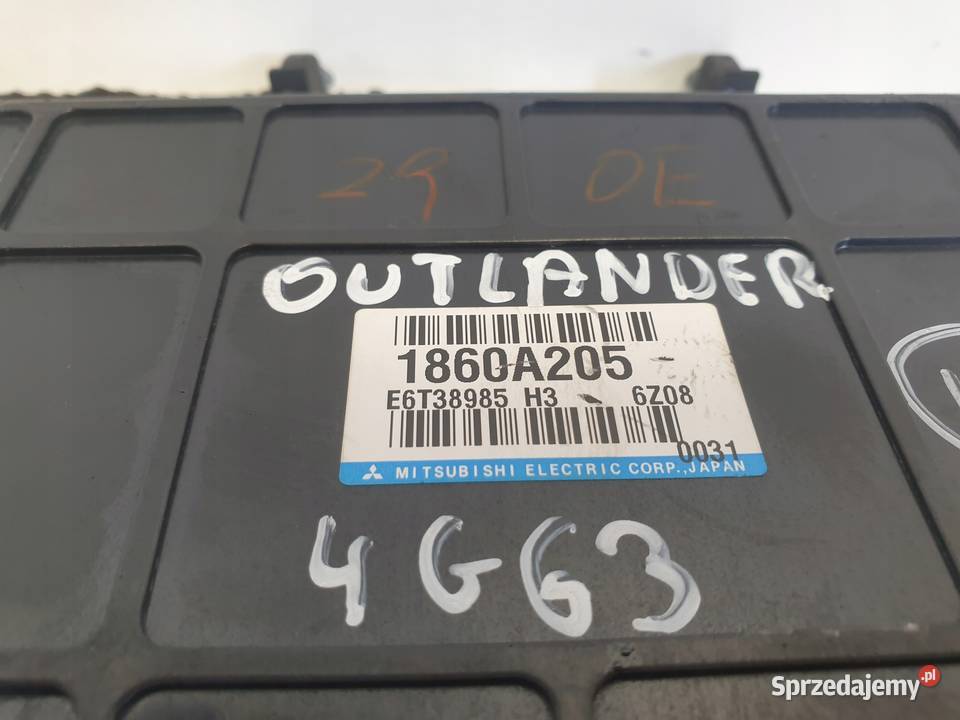 29 OE
OUTLANDER
1860A205
E6T38985 H3 6Z08
0031
MITSUBISHI ELECTRIC CORP.,JAPAN
4G63
Sprzedajemy.pl